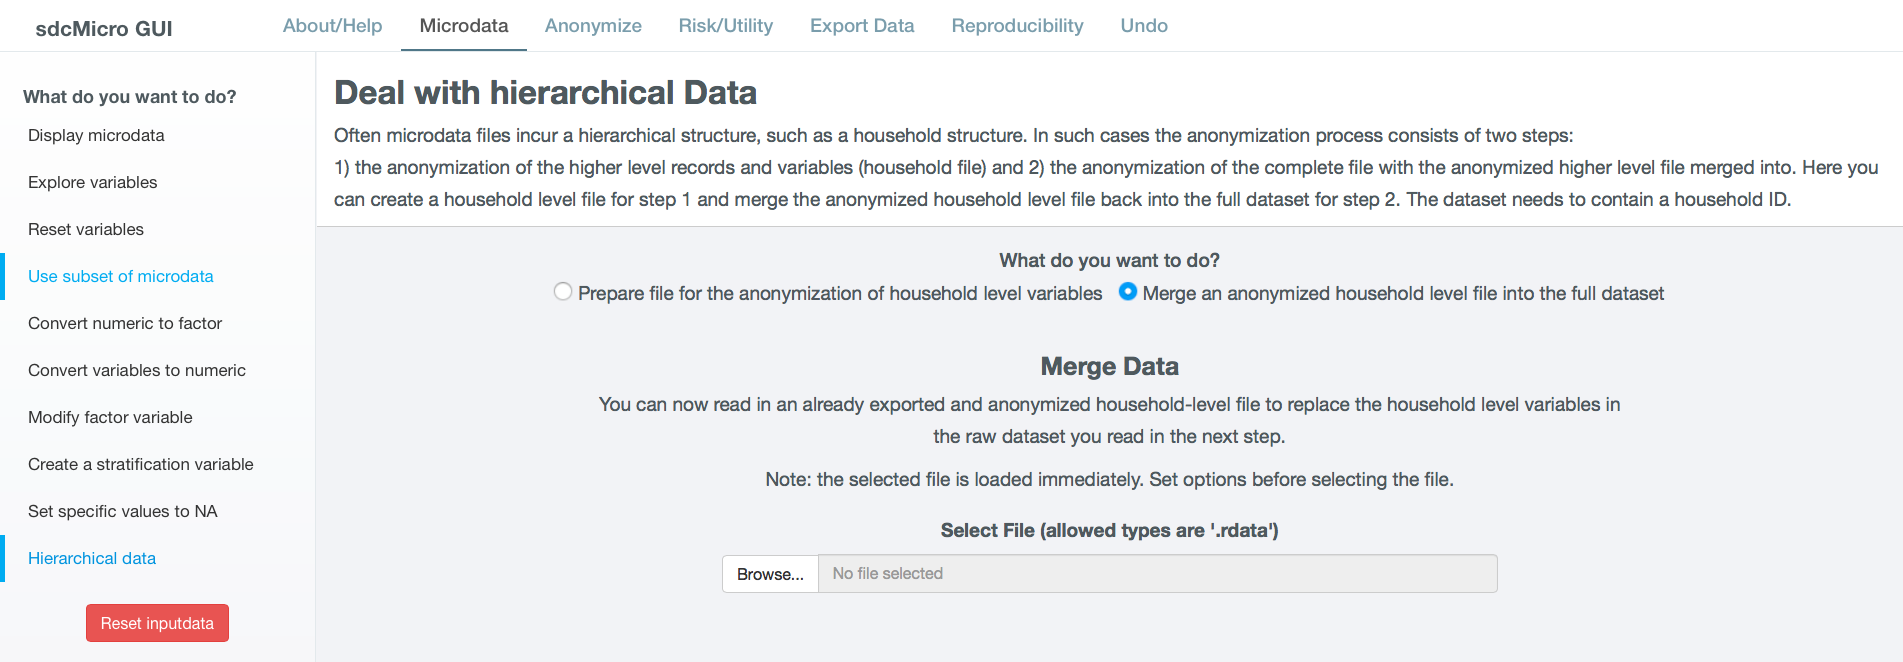 sdcMicro GUI
About/Help
Microdata
Anonymize
Risk/Utility
Export Data
Reproducibility
Undo
What do you want to do?
Display microdata
Explore variables
Reset variables
Use subset of microdata
Convert numeric to factor
Convert variables to numeric
Modify factor variable
Create a stratification variable
Set specific values to NA
Hierarchical data
Reset inputdata
Deal with hierarchical Data
Often microdata files incur a hierarchical structure, such as a household structure. In such cases the anonymization process consists of two steps:
1) the anonymization of the higher level records and variables (household file) and 2) the anonymization of the complete file with the anonymized higher level file merged into. Here you
can create a household level file for step 1 and merge the anonymized household level file back into the full dataset for step 2. The dataset needs to contain a household ID.
What do you want to do?
Prepare file for the anonymization of household level variables
Merge an anonymized household level file into the full dataset
Merge Data
You can now read in an already exported and anonymized household-level file to replace the household level variables in
the raw dataset you read in the next step.
Note: the selected file is loaded immediately. Set options before selecting the file.
Select File (allowed types are '.rdata')
Browse...
No file selected